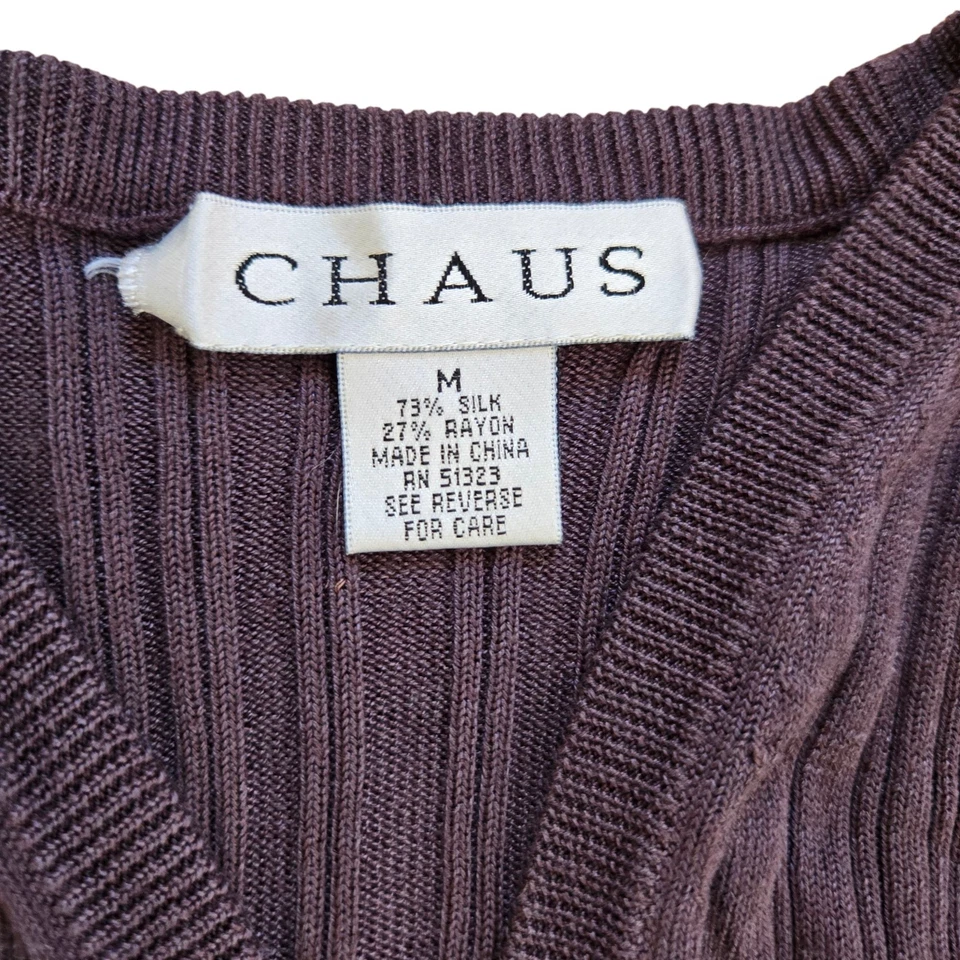 CHAUS
M
73% SILK
27% RAYON
MADE IN CHINA
RN 51323
SEE REVERSE
FOR CARE